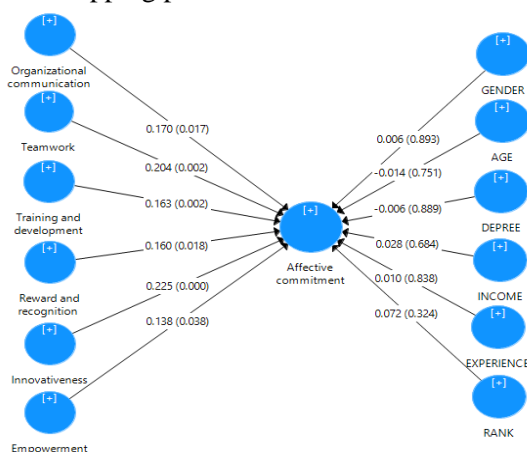 [+]
Organizational
communication
[+]
Teamwork
[+]
Training and
development
[+]
Reward and
recognition
[+]
Innovativeness
[+]
Empowerment
0.170 (0.017)
0.204 (0.002)
0.163 (0.002)
0.160 (0.018)
0.225 (0.000)
0.138 (0.038)
[+]
Affective
commitment
0.006 (0.893)
-0.014 (0.751)
-0.006 (0.889)
0.028 (0.684)
0.010 (0.838)
0.072 (0.324)
[+]
GENDER
[+]
AGE
[+]
DEPREE
[+]
INCOME
[+]
EXPERIENCE
[+]
RANK